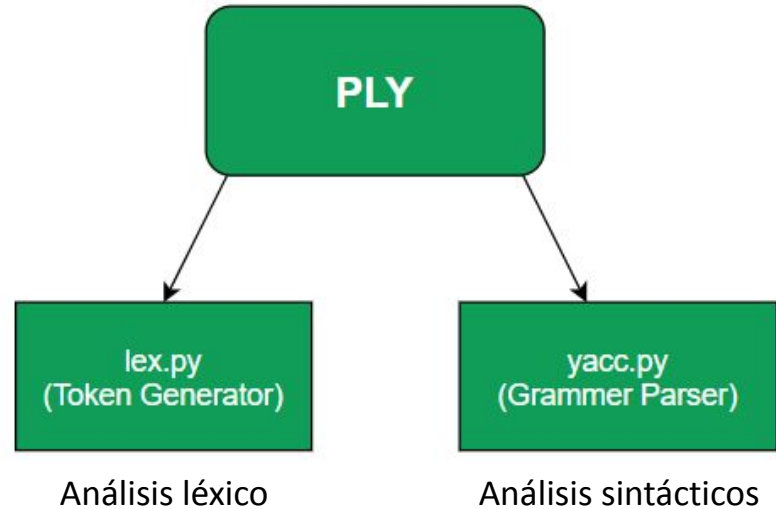 PLY
lex.py
(Token Generator)
yacc.py
(Grammer Parser)
Análisis léxico
Análisis sintácticos